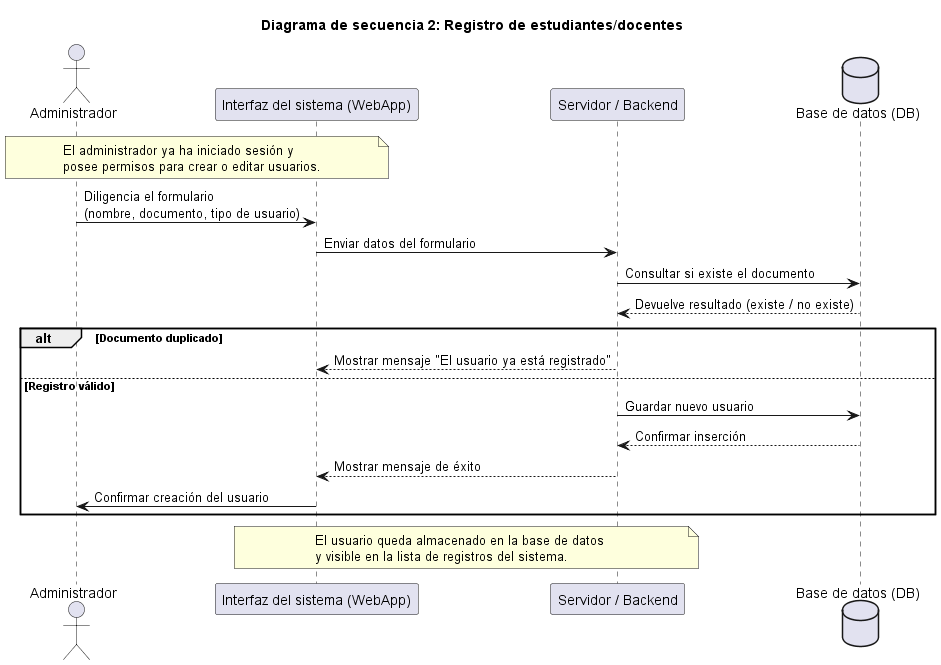 Diagrama de secuencia 2: Registro de estudiantes/docentes
Administrador
Interfaz del sistema (WebApp)
Servidor / Backend
Base de datos (DB)
El administrador ya ha iniciado sesión y
posee permisos para crear o editar usuarios.
Diligencia el formulario
(nombre, documento, tipo de usuario)
Enviar datos del formulario
Consultar si existe el documento
Devuelve resultado (existe / no existe)
alt
[Documento duplicado]
Mostrar mensaje "El usuario ya está registrado"
[Registro válido]
Guardar nuevo usuario
Confirmar inserción
Mostrar mensaje de éxito
Confirmar creación del usuario
El usuario queda almacenado en la base de datos
y visible en la lista de registros del sistema.
Administrador
Interfaz del sistema (WebApp)
Servidor / Backend
Base de datos (DB)